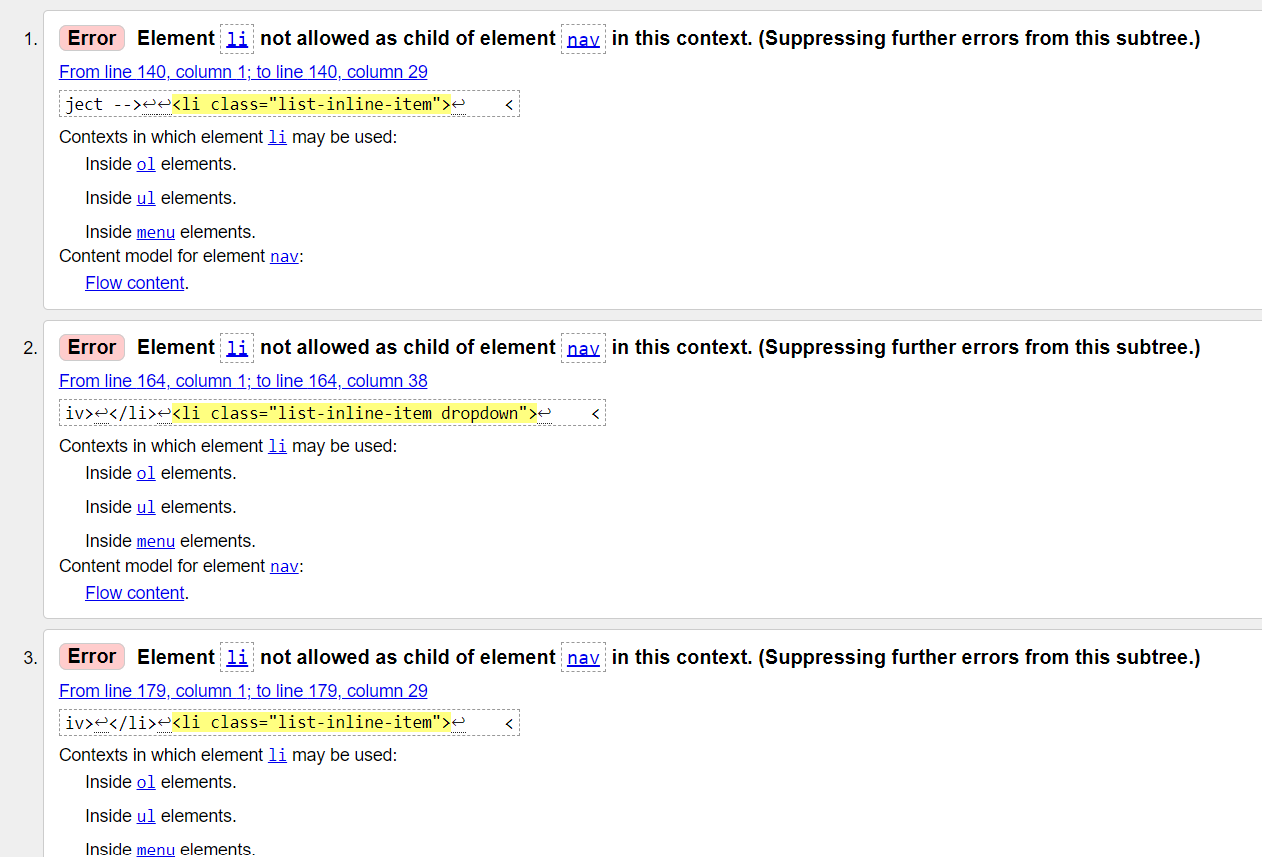 1. Error Element li not allowed as child of element nav in this context. (Suppressing further errors from this subtree.)
From line 140, column 1; to line 140, column 29
ject -->↩↩<li class="list-inline-item">↩    <
Contexts in which element li may be used:
Inside ol elements.
Inside ul elements.
Inside menu elements.
Content model for element nav:
Flow content.
2. Error Element li not allowed as child of element nav in this context. (Suppressing further errors from this subtree.)
From line 164, column 1; to line 164, column 38
iv>↩</li>↩<li class="list-inline-item dropdown">↩    <
Contexts in which element li may be used:
Inside ol elements.
Inside ul elements.
Inside menu elements.
Content model for element nav:
Flow content.
3. Error Element li not allowed as child of element nav in this context. (Suppressing further errors from this subtree.)
From line 179, column 1; to line 179, column 29
iv>↩</li>↩<li class="list-inline-item">↩    <
Contexts in which element li may be used:
Inside ol elements.
Inside ul elements.
Inside menu elements.